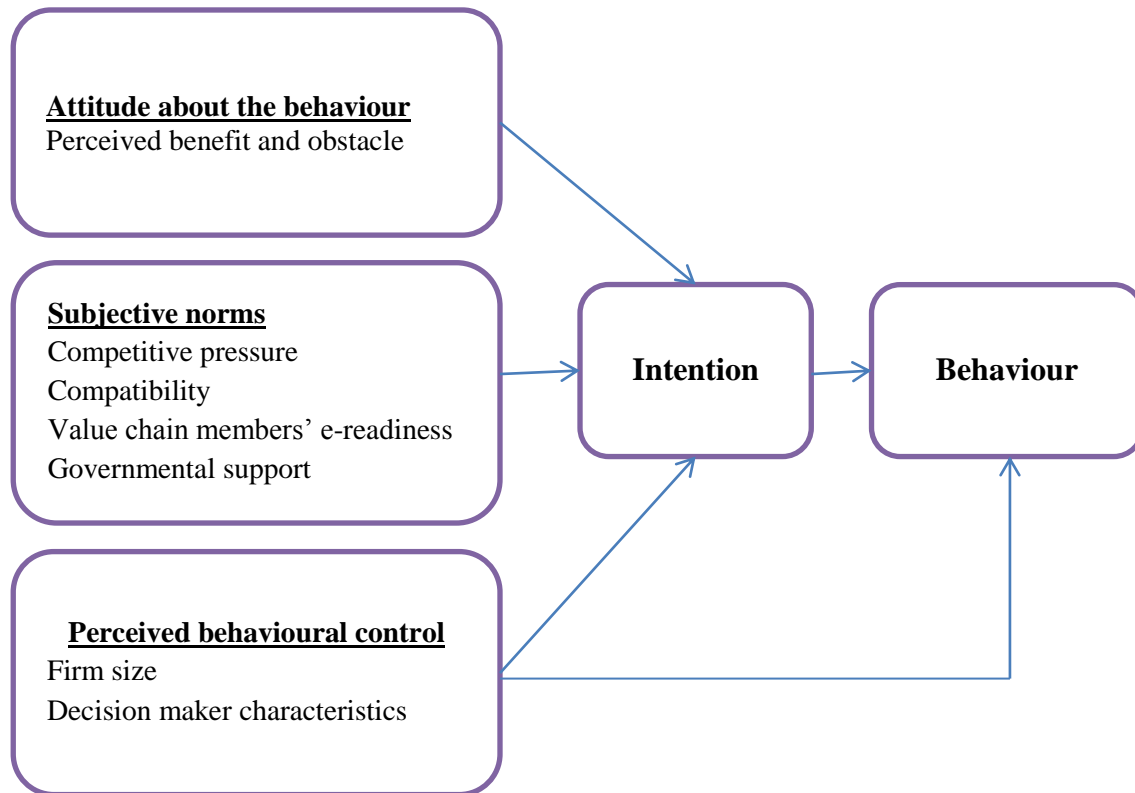 Attitude about the behaviour
Perceived benefit and obstacle
Subjective norms
Competitive pressure
Compatibility
Value chain members’ e-readiness
Governmental support
Intention
Behaviour
Perceived behavioural control
Firm size
Decision maker characteristics